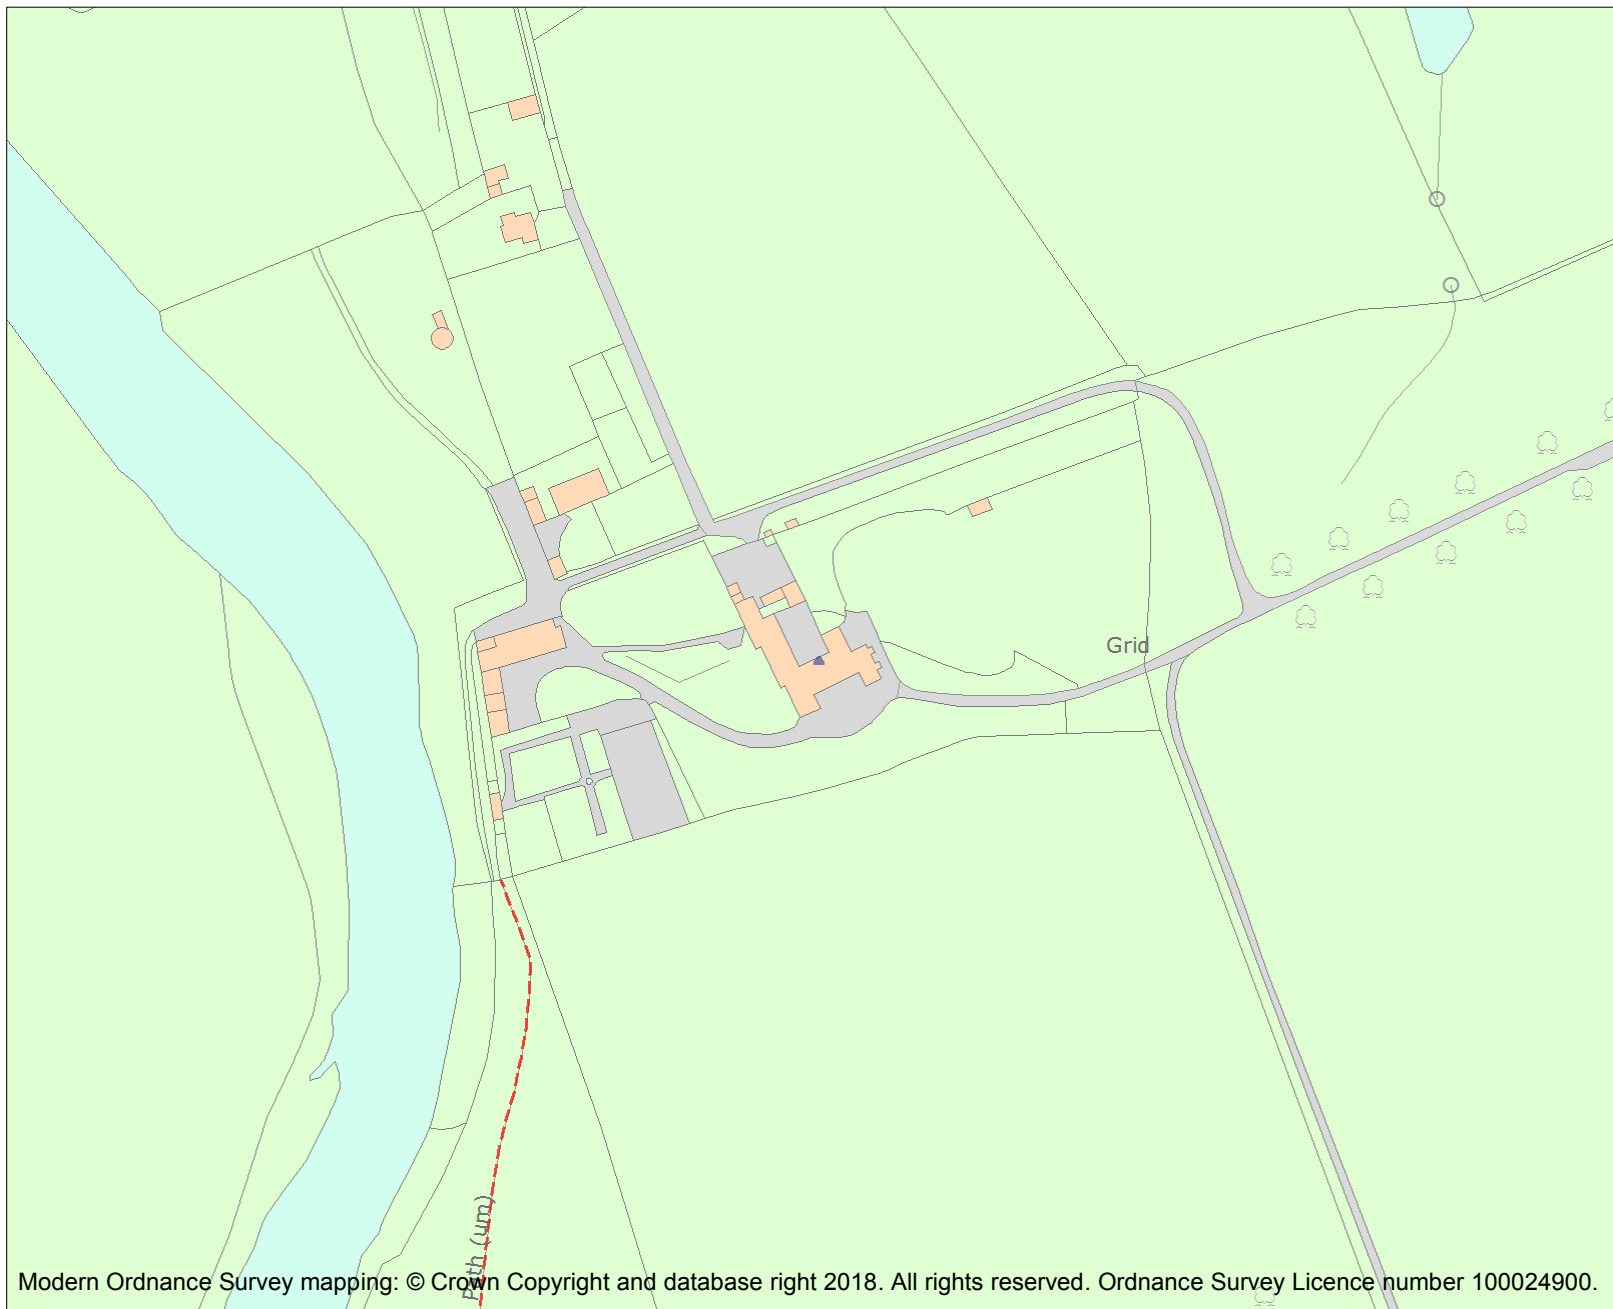 Grid
Path (um)
Modern Ordnance Survey mapping: © Crown Copyright and database right 2018. All rights reserved. Ordnance Survey Licence number 100024900.